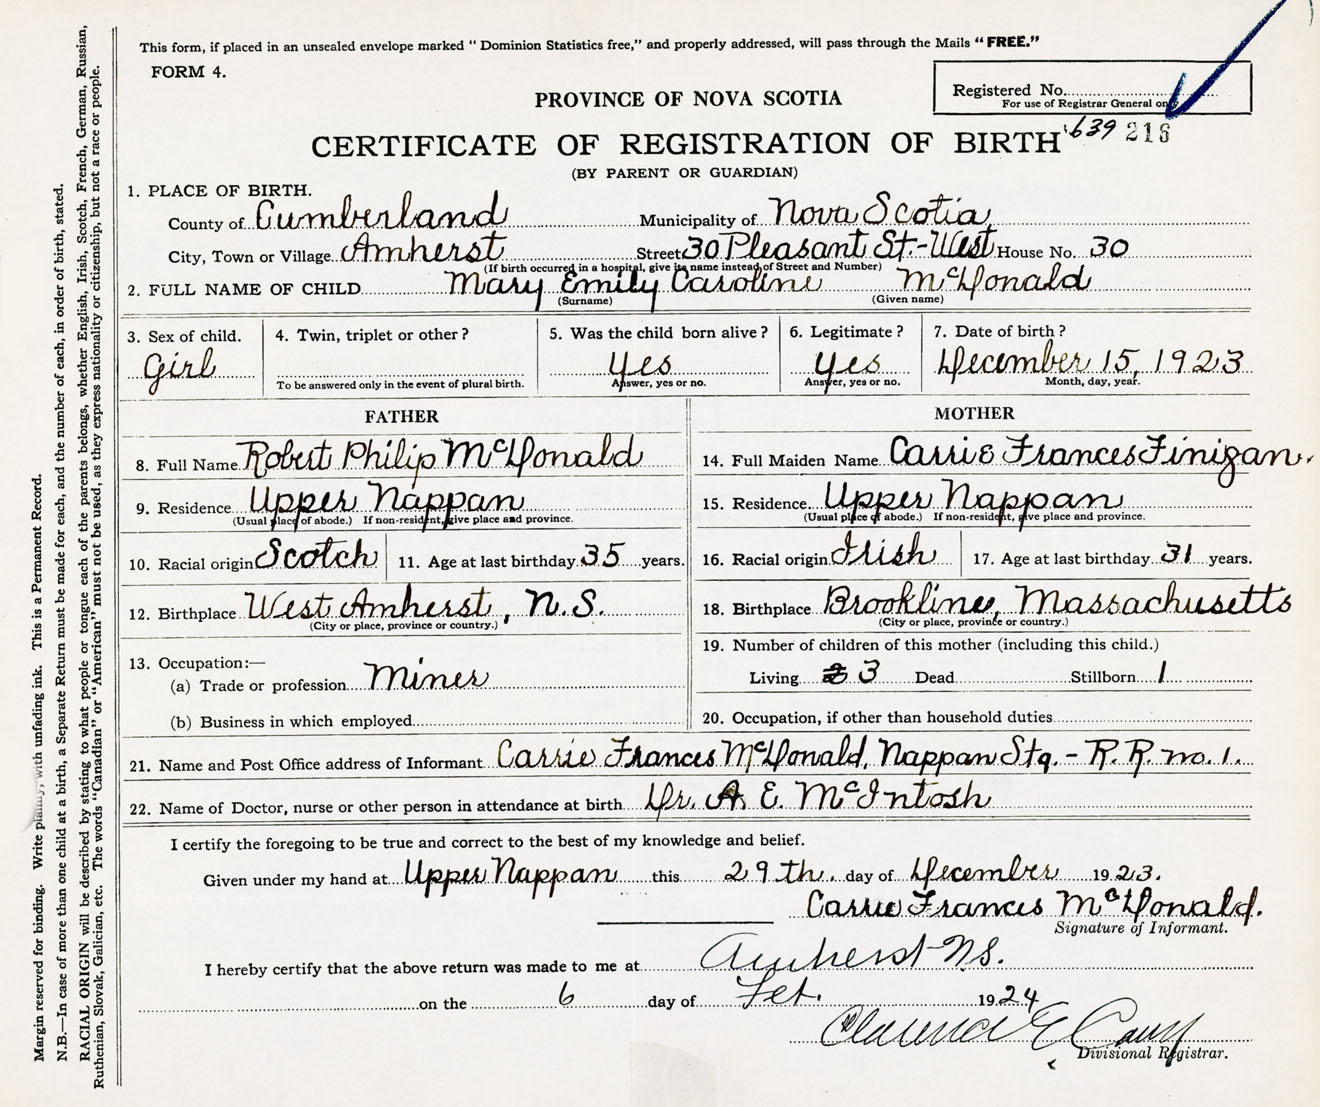 This form, if placed in an unsealed envelope marked "Dominion Statistics free," and properly addressed, will pass through the Mails "FREE."
FORM 4.
Registered No.
For use of Registrar General only
PROVINCE OF NOVA SCOTIA
639 216
CERTIFICATE OF REGISTRATION OF BIRTH
(BY PARENT OR GUARDIAN)
1. PLACE OF BIRTH.
County of Cumberland Municipality of Nova Scotia
City, Town or Village Amherst Street 30 Pleasant St.-West House No. 30
(If birth occurred in a hospital, give its name instead of Street and Number)
2. FULL NAME OF CHILD Mary Emily Caroline McDonald
(Surname) (Given name)
3. Sex of child. 4. Twin, triplet or other? 5. Was the child born alive? 6. Legitimate? 7. Date of birth?
Girl Yes Yes December 15, 1923
To be answered only in the event of plural birth. Answer, yes or no. Answer, yes or no. Month, day, year.
FATHER
8. Full Name Robert Philip McDonald
9. Residence Upper Nappan
(Usual place of abode.) If non-resident, give place and province.
10. Racial origin Scotch 11. Age at last birthday 35 years.
12. Birthplace West Amherst, N.S.
(City or place, province or country.)
13. Occupation:—
(a) Trade or profession Miner
(b) Business in which employed
MOTHER
14. Full Maiden Name Carrie Frances Finigan.
15. Residence Upper Nappan
(Usual place of abode.) If non-resident, give place and province.
16. Racial origin Irish 17. Age at last birthday 31 years.
18. Birthplace Brookline, Massachusetts
(City or place, province or country.)
19. Number of children of this mother (including this child.)
Living 3 Dead Stillborn 1
20. Occupation, if other than household duties
21. Name and Post Office address of Informant Carrie Frances McDonald, Nappan Sta. - R.R. no. 1.
22. Name of Doctor, nurse or other person in attendance at birth Dr. A. E. McIntosh
I certify the foregoing to be true and correct to the best of my knowledge and belief.
Given under my hand at Upper Nappan this 29th. day of December 1923.
Carrie Frances McDonald.
Signature of Informant.
I hereby certify that the above return was made to me at Amherst N.S.
on the 6 day of Feb. 1924
Clarence E
Divisional Registrar.
Margin reserved for binding. Write plainly, with unfading ink. This is a Permanent Record.
N.B.—In case of more than one child at a birth, a Separate Return must be made for each, and the number of each, in order of birth, stated.
RACIAL ORIGIN will be described by stating to what people or tongue each of the parents belongs, whether English, Irish, Scotch, French, German, Russian,
Ruthenian, Slovak, Galician, etc. The words "Canadian" or "American" must not be used, as they express nationality or citizenship, but not a race or people.